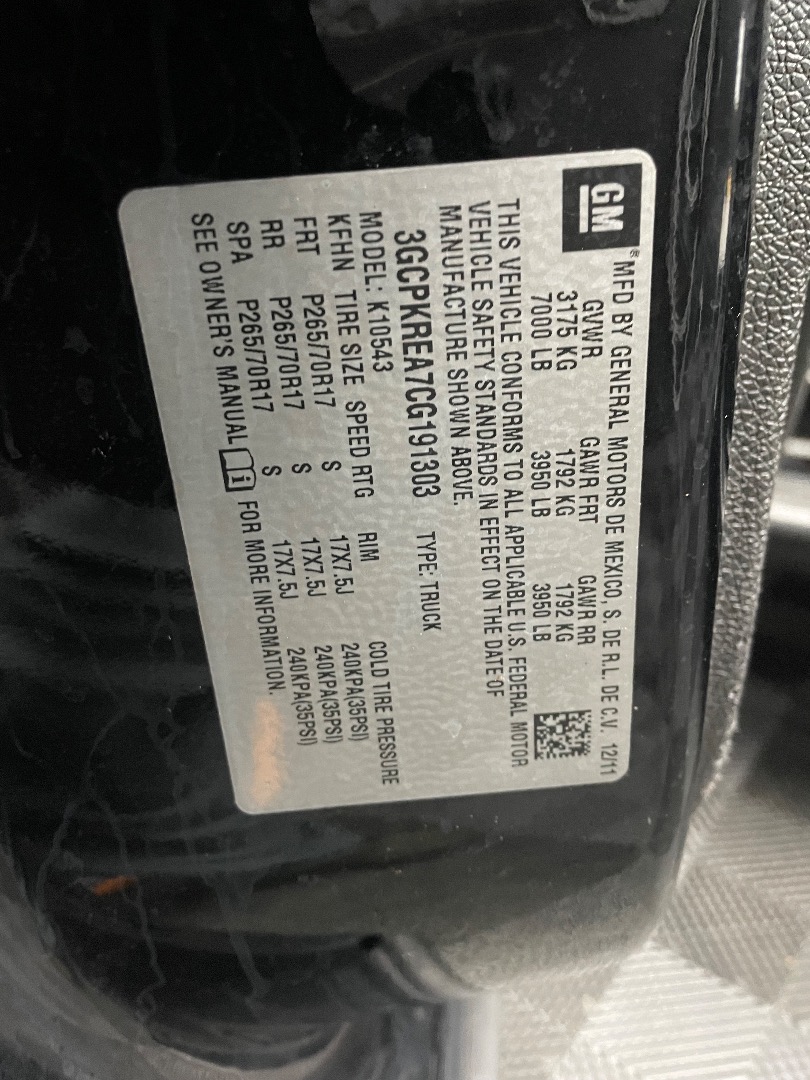 GM ® MFD BY GENERAL MOTORS DE MEXICO, S. DE R.L. DE C.V. 12/11
GVWR GAWR FRT GAWR RR
3175 KG 1792 KG 1792 KG
7000 LB 3950 LB 3950 LB
THIS VEHICLE CONFORMS TO ALL APPLICABLE U.S. FEDERAL MOTOR
VEHICLE SAFETY STANDARDS IN EFFECT ON THE DATE OF
MANUFACTURE SHOWN ABOVE.
3GCPKREA7CG191303 TYPE: TRUCK
MODEL: K10543
KFHN TIRE SIZE SPEED RTG RIM COLD TIRE PRESSURE
FRT P265/70R17 S 17X7.5J 240KPA(35PSI)
RR P265/70R17 S 17X7.5J 240KPA(35PSI)
SPA P265/70R17 S 17X7.5J 240KPA(35PSI)
SEE OWNER'S MANUAL i FOR MORE INFORMATION.